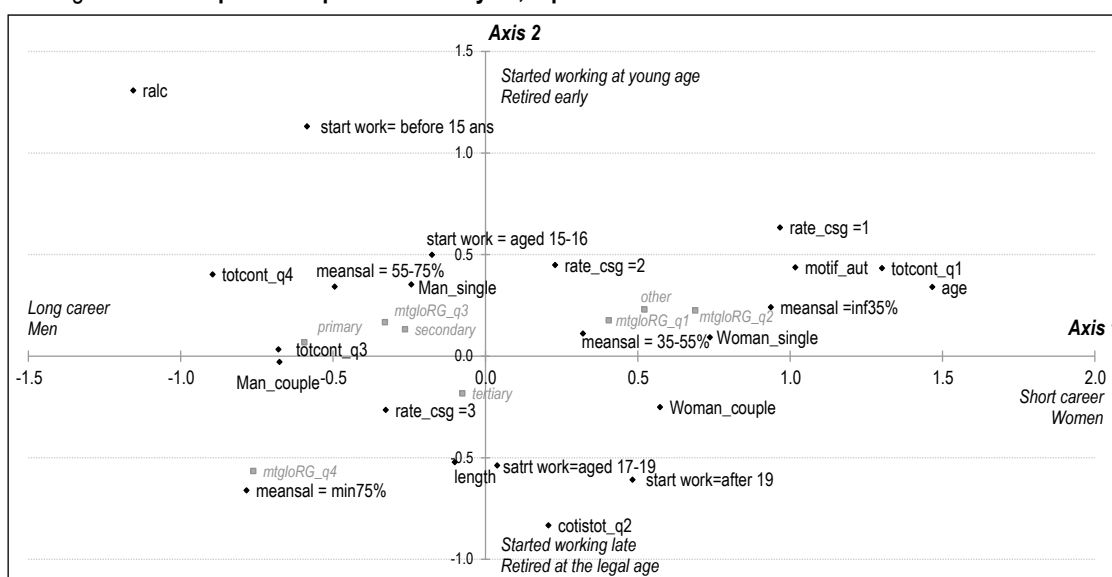 Axis 2
1.5
Started working at young age
Retired early
ralc
start work= before 15 ans
1.0
rate_csg =1
start work = aged 15-16
0.5
rate_csg =2
motif_aut
totcont_q1
totcont_q4
meansal = 55-75%
Man_single
age
Long career
Men
other
mtgloRG_q3
mtgloRG_q1
mtgloRG_q2
meansal =inf35%
primary
secondary
meansal = 35-55%
Woman_single
Axis
totcont_q3
Man_couple
-1.5
-1.0
-0.5
0.0
0.5
1.0
1.5
2.0
tertiary
rate_csg =3
Woman_couple
Short career
Women
mtgloRG_q4
-0.5
length
satrt work=aged 17-19
start work=after 19
meansal = min75%
cotistot_q2
Started working late
Retired at the legal age
-1.0